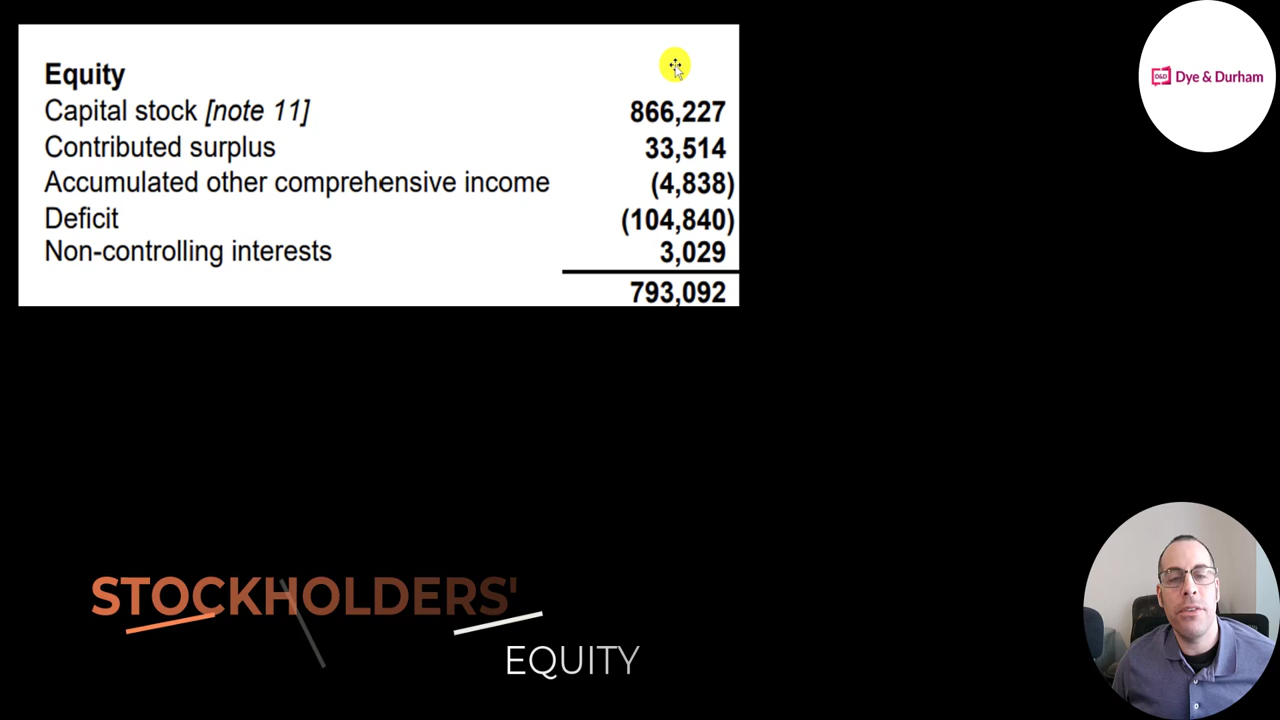 Equity
Capital stock [note 11] 866,227
Contributed surplus 33,514
Accumulated other comprehensive income (4,838)
Deficit (104,840)
Non-controlling interests 3,029
793,092
D&D Dye & Durham
STOCKHOLDERS'
EQUITY